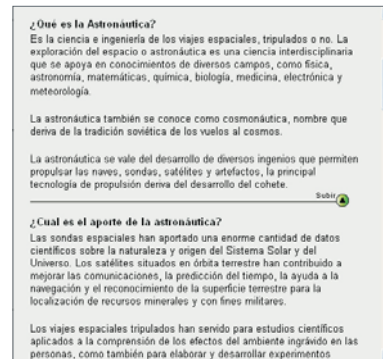 ¿Qué es la Astronáutica?
Es la ciencia e ingeniería de los viajes espaciales, tripulados o no. La
exploración del espacio o astronáutica es una ciencia interdisciplinaria
que se apoya en conocimientos de diversos campos, como física,
astronomía, matemáticas, química, biología, medicina, electrónica y
meteorología.
La astronáutica también se conoce como cosmonáutica, nombre que
deriva de la tradición soviética de los vuelos al cosmos.
La astronáutica se vale del desarrollo de diversos ingenios que permiten
propulsar las naves, sondas, satélites y artefactos, la principal
tecnología de propulsión deriva del desarrollo del cohete.
Subir
¿Cual es el aporte de la astronáutica?
Las sondas espaciales han aportado una enorme cantidad de datos
científicos sobre la naturaleza y origen del Sistema Solar y del
Universo. Los satélites situados en órbita terrestre han contribuido a
mejorar las comunicaciones, la predicción del tiempo, la ayuda a la
navegación y el reconocimiento de la superficie terrestre para la
localización de recursos minerales y con fines militares.
Los viajes espaciales tripulados han servido para estudios científicos
aplicados a la comprensión de los efectos del ambiente ingrávido en las
personas, como también para elaborar y desarrollar experimentos